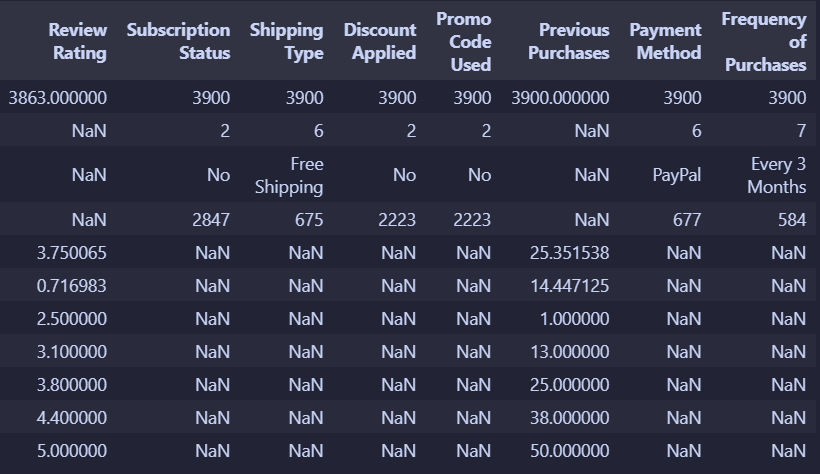 Review Rating Subscription Status Shipping Type Discount Applied Promo Code Used Previous Purchases Payment Method Frequency of Purchases
3863.000000 3900 3900 3900 3900 3900.000000 3900 3900
NaN 2 6 2 2 NaN 6 7
NaN No Free Shipping No No NaN PayPal Every 3 Months
NaN 2847 675 2223 2223 NaN 677 584
3.750065 NaN NaN NaN NaN 25.351538 NaN NaN
0.716983 NaN NaN NaN NaN 14.447125 NaN NaN
2.500000 NaN NaN NaN NaN 1.000000 NaN NaN
3.100000 NaN NaN NaN NaN 13.000000 NaN NaN
3.800000 NaN NaN NaN NaN 25.000000 NaN NaN
4.400000 NaN NaN NaN NaN 38.000000 NaN NaN
5.000000 NaN NaN NaN NaN 50.000000 NaN NaN